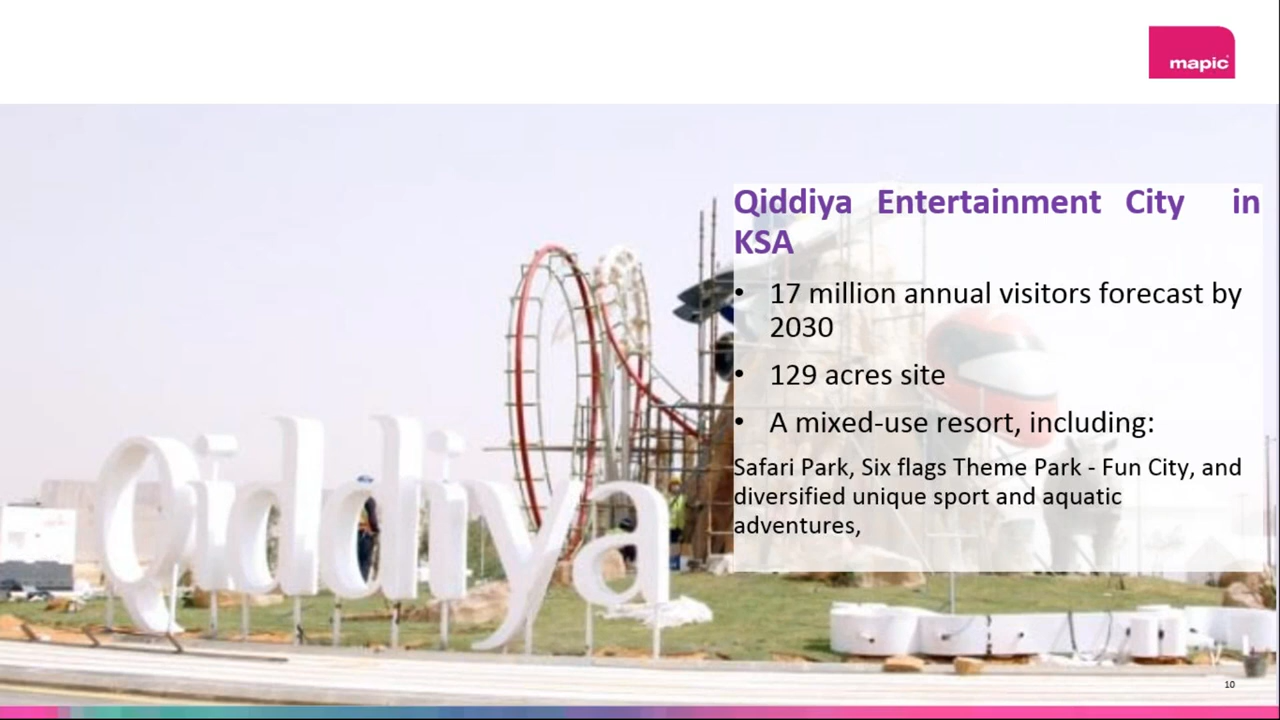 mapic
Qiddiya Entertainment City in
KSA
• 17 million annual visitors forecast by
2030
• 129 acres site
• A mixed-use resort, including:
Safari Park, Six flags Theme Park - Fun City, and
diversified unique sport and aquatic
adventures,
Qiddiya
10